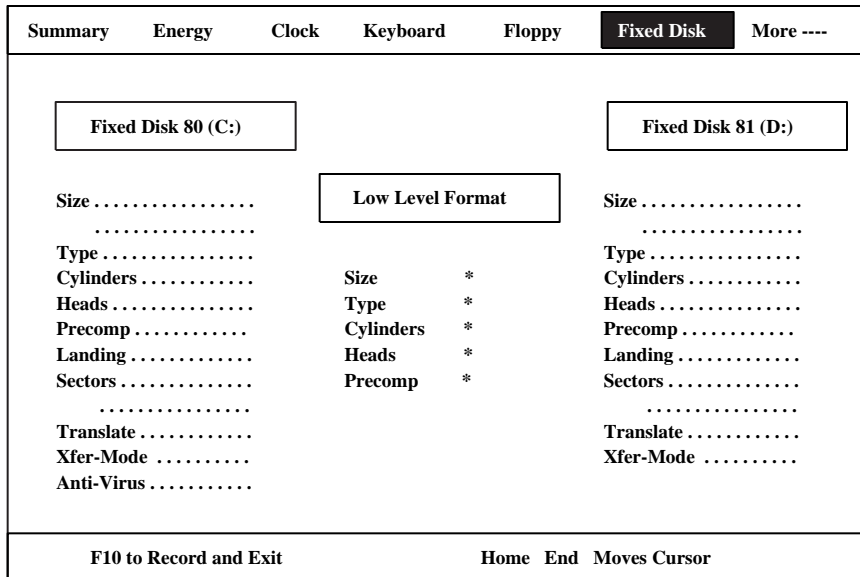 Summary Energy Clock Keyboard Floppy Fixed Disk More ----
Fixed Disk 80 (C:)
Size . . . . . . . . . . . . . . . . .
. . . . . . . . . . . . . . . . .
Type . . . . . . . . . . . . . . . .
Cylinders . . . . . . . . . . . .
Heads . . . . . . . . . . . . . . .
Precomp . . . . . . . . . . . .
Landing . . . . . . . . . . . . .
Sectors . . . . . . . . . . . . . .
. . . . . . . . . . . . . . . .
Translate . . . . . . . . . . . .
Xfer-Mode . . . . . . . . . .
Anti-Virus . . . . . . . . . . .
Low Level Format
Size *
Type *
Cylinders *
Heads *
Precomp *
Fixed Disk 81 (D:)
Size . . . . . . . . . . . . . . . . .
. . . . . . . . . . . . . . . . .
Type . . . . . . . . . . . . . . . .
Cylinders . . . . . . . . . . . .
Heads . . . . . . . . . . . . . . .
Precomp . . . . . . . . . . . .
Landing . . . . . . . . . . . . .
Sectors . . . . . . . . . . . . . .
. . . . . . . . . . . . . . . .
Translate . . . . . . . . . . . .
Xfer-Mode . . . . . . . . . .
F10 to Record and Exit Home End Moves Cursor